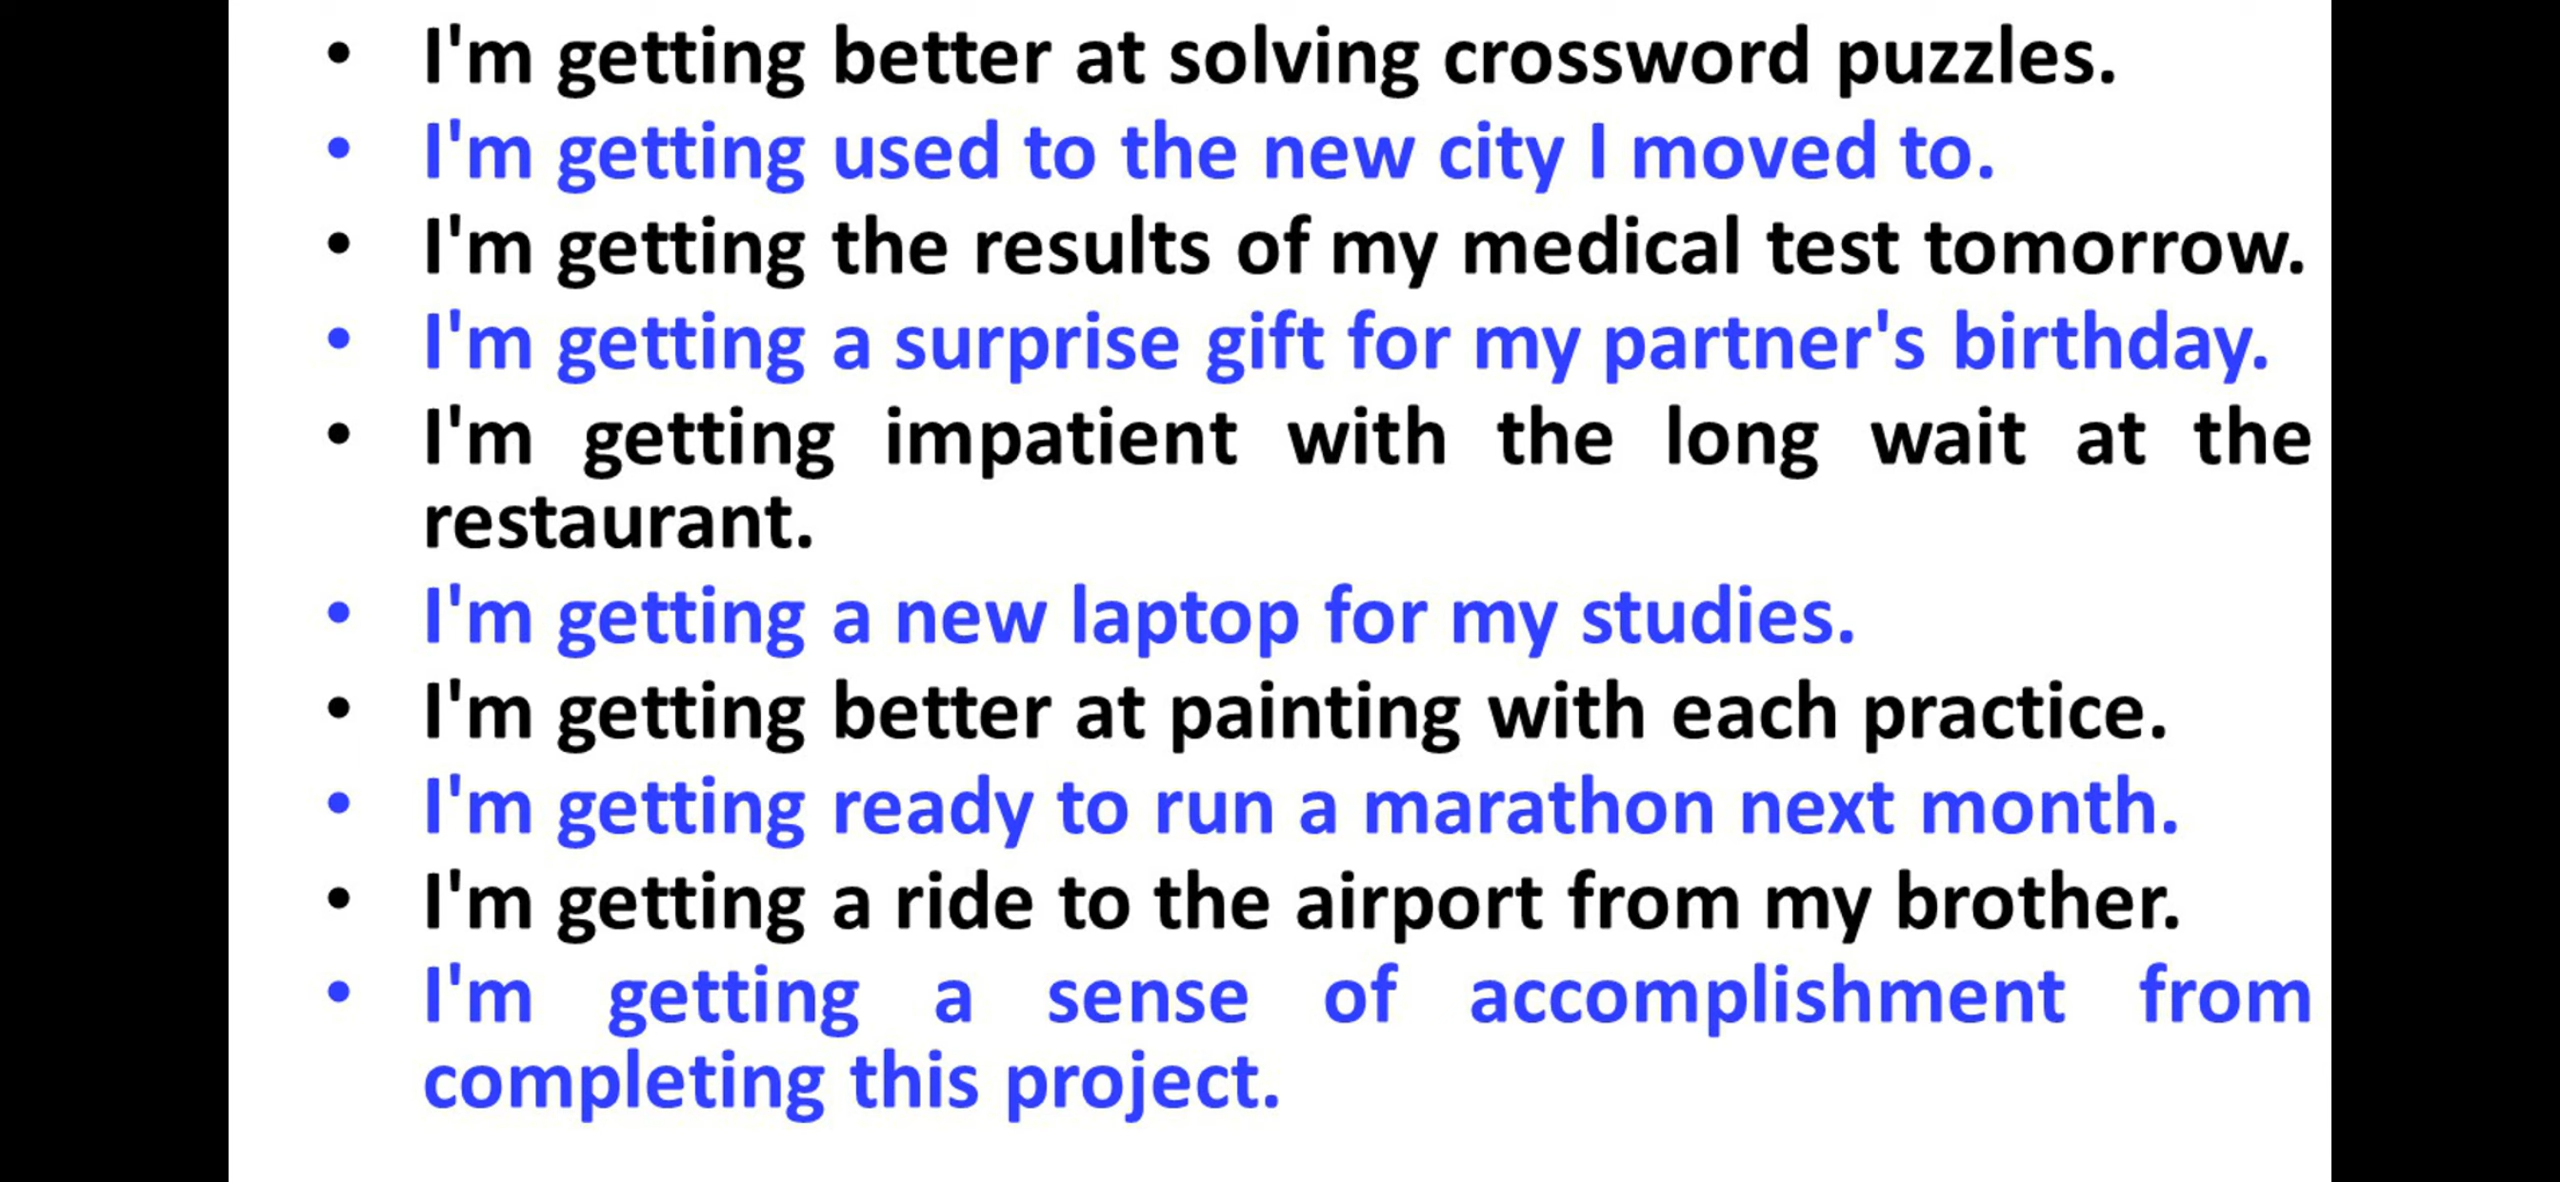 • I'm getting better at solving crossword puzzles.
• I'm getting used to the new city I moved to.
• I'm getting the results of my medical test tomorrow.
• I'm getting a surprise gift for my partner's birthday.
• I'm getting impatient with the long wait at the
restaurant.
• I'm getting a new laptop for my studies.
• I'm getting better at painting with each practice.
• I'm getting ready to run a marathon next month.
• I'm getting a ride to the airport from my brother.
• I'm getting a sense of accomplishment from
completing this project.